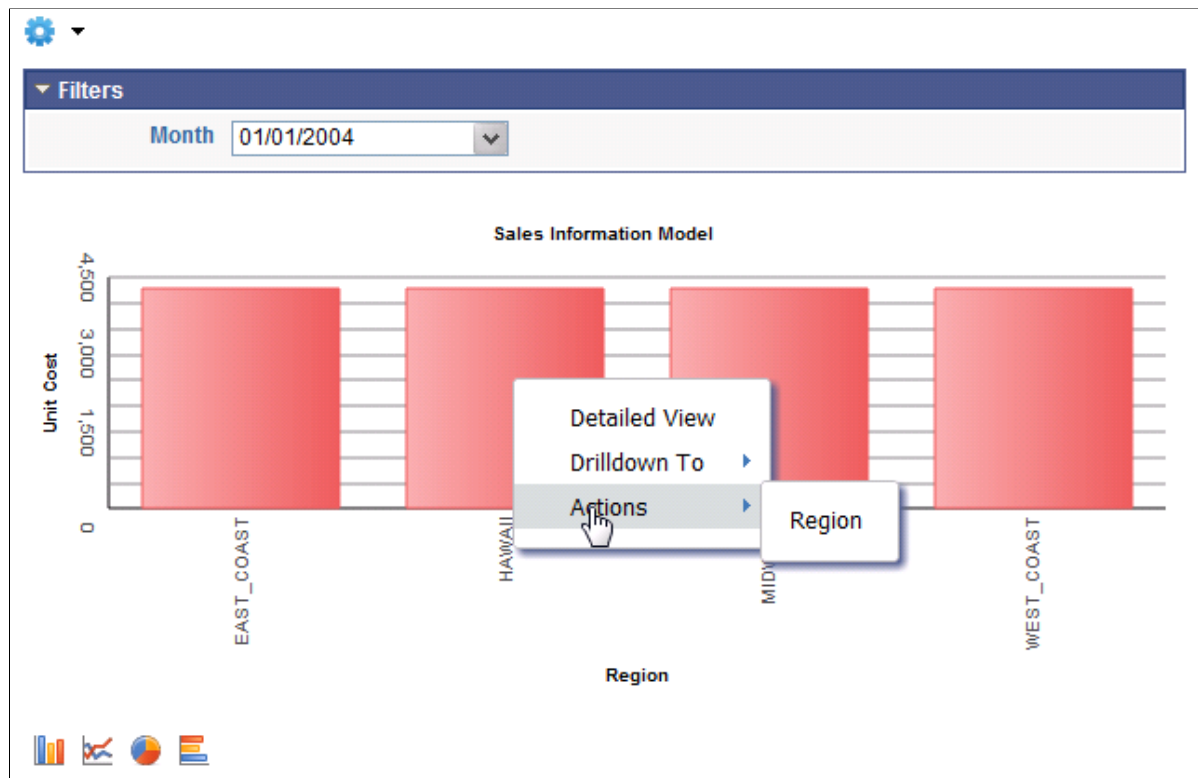 Filters
Month 01/01/2004
Sales Information Model
Unit Cost
4,500
3,000
1,500
0
Detailed View
Drilldown To
Actions
Region
EAST_COAST
HAWAII
WEST_COAST
Region